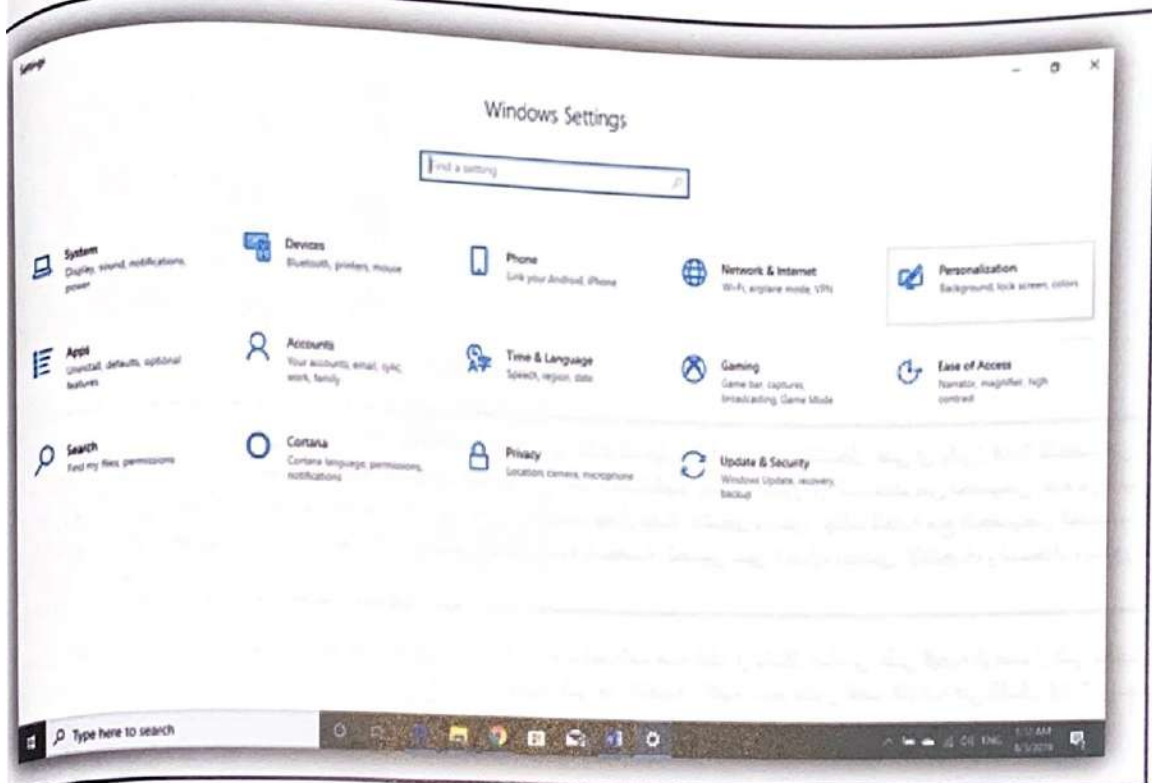 Settings
Windows Settings
Find a setting
System
Display, sound, notifications,
power
Devices
Bluetooth, printers, mouse
Phone
Link your Android, iPhone
Network & Internet
Wi-Fi, airplane mode, VPN
Personalization
Background, lock screen, colors
Apps
Uninstall, defaults, optional
features
Accounts
Your accounts, email, sync,
work, family
Time & Language
Speech, region, date
Gaming
Game bar, captures,
broadcasting, Game Mode
Ease of Access
Narrator, magnifier, high
contrast
Search
Find my files, permissions
Cortana
Cortana language, permissions,
notifications
Privacy
Location, camera, microphone
Update & Security
Windows Update, recovery,
backup
Type here to search
ENG